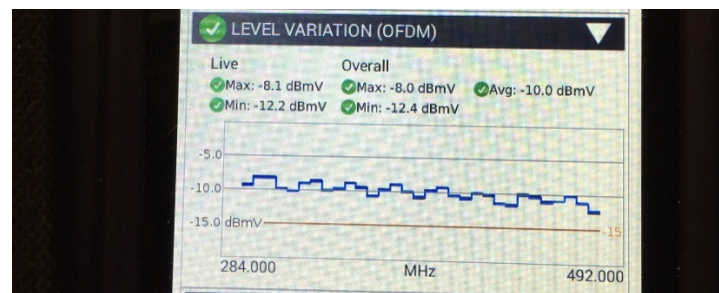 LEVEL VARIATION (OFDM)
Live Overall
Max: -8.1 dBmV Max: -8.0 dBmV Avg: -10.0 dBmV
Min: -12.2 dBmV Min: -12.4 dBmV
-5.0
-10.0
-15.0 dBmV -15
284.000 MHz 492.000